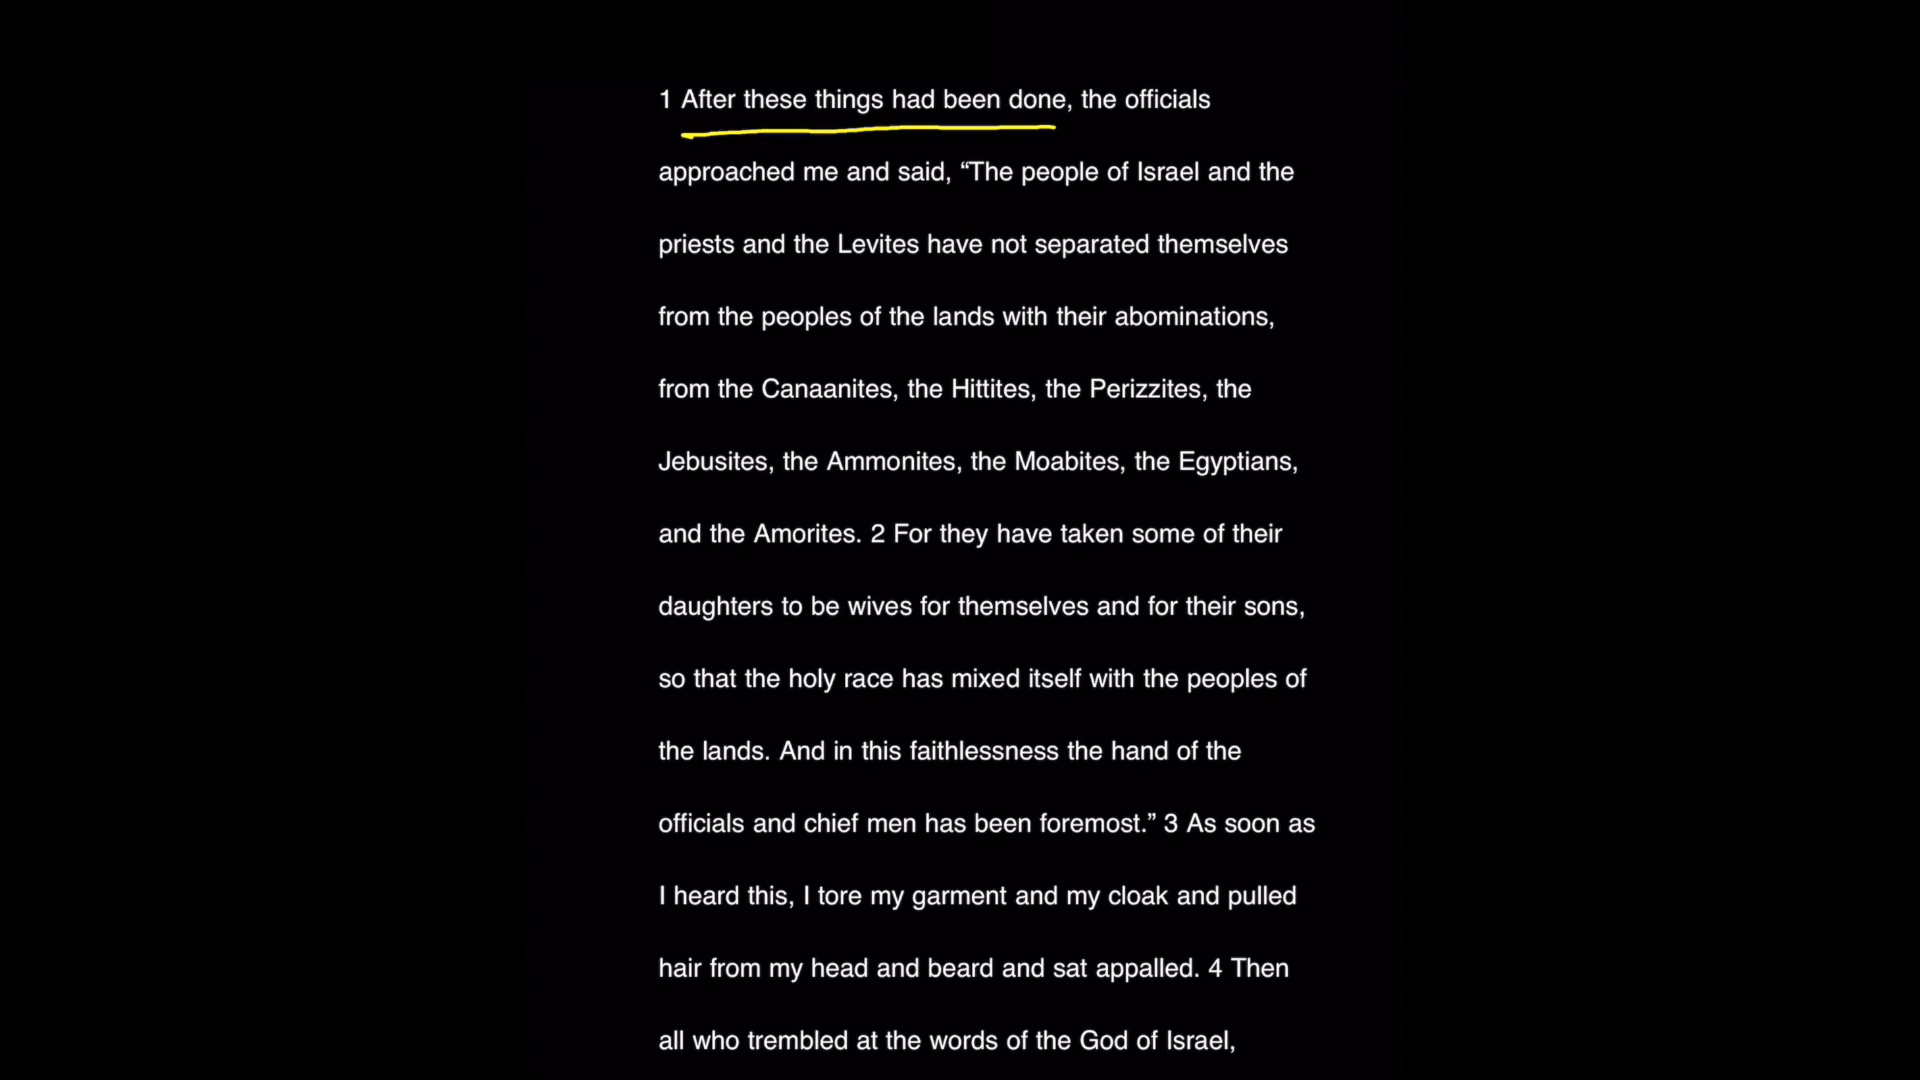 1 After these things had been done, the officials
approached me and said, “The people of Israel and the
priests and the Levites have not separated themselves
from the peoples of the lands with their abominations,
from the Canaanites, the Hittites, the Perizzites, the
Jebusites, the Ammonites, the Moabites, the Egyptians,
and the Amorites. 2 For they have taken some of their
daughters to be wives for themselves and for their sons,
so that the holy race has mixed itself with the peoples of
the lands. And in this faithlessness the hand of the
officials and chief men has been foremost.” 3 As soon as
I heard this, I tore my garment and my cloak and pulled
hair from my head and beard and sat appalled. 4 Then
all who trembled at the words of the God of Israel,